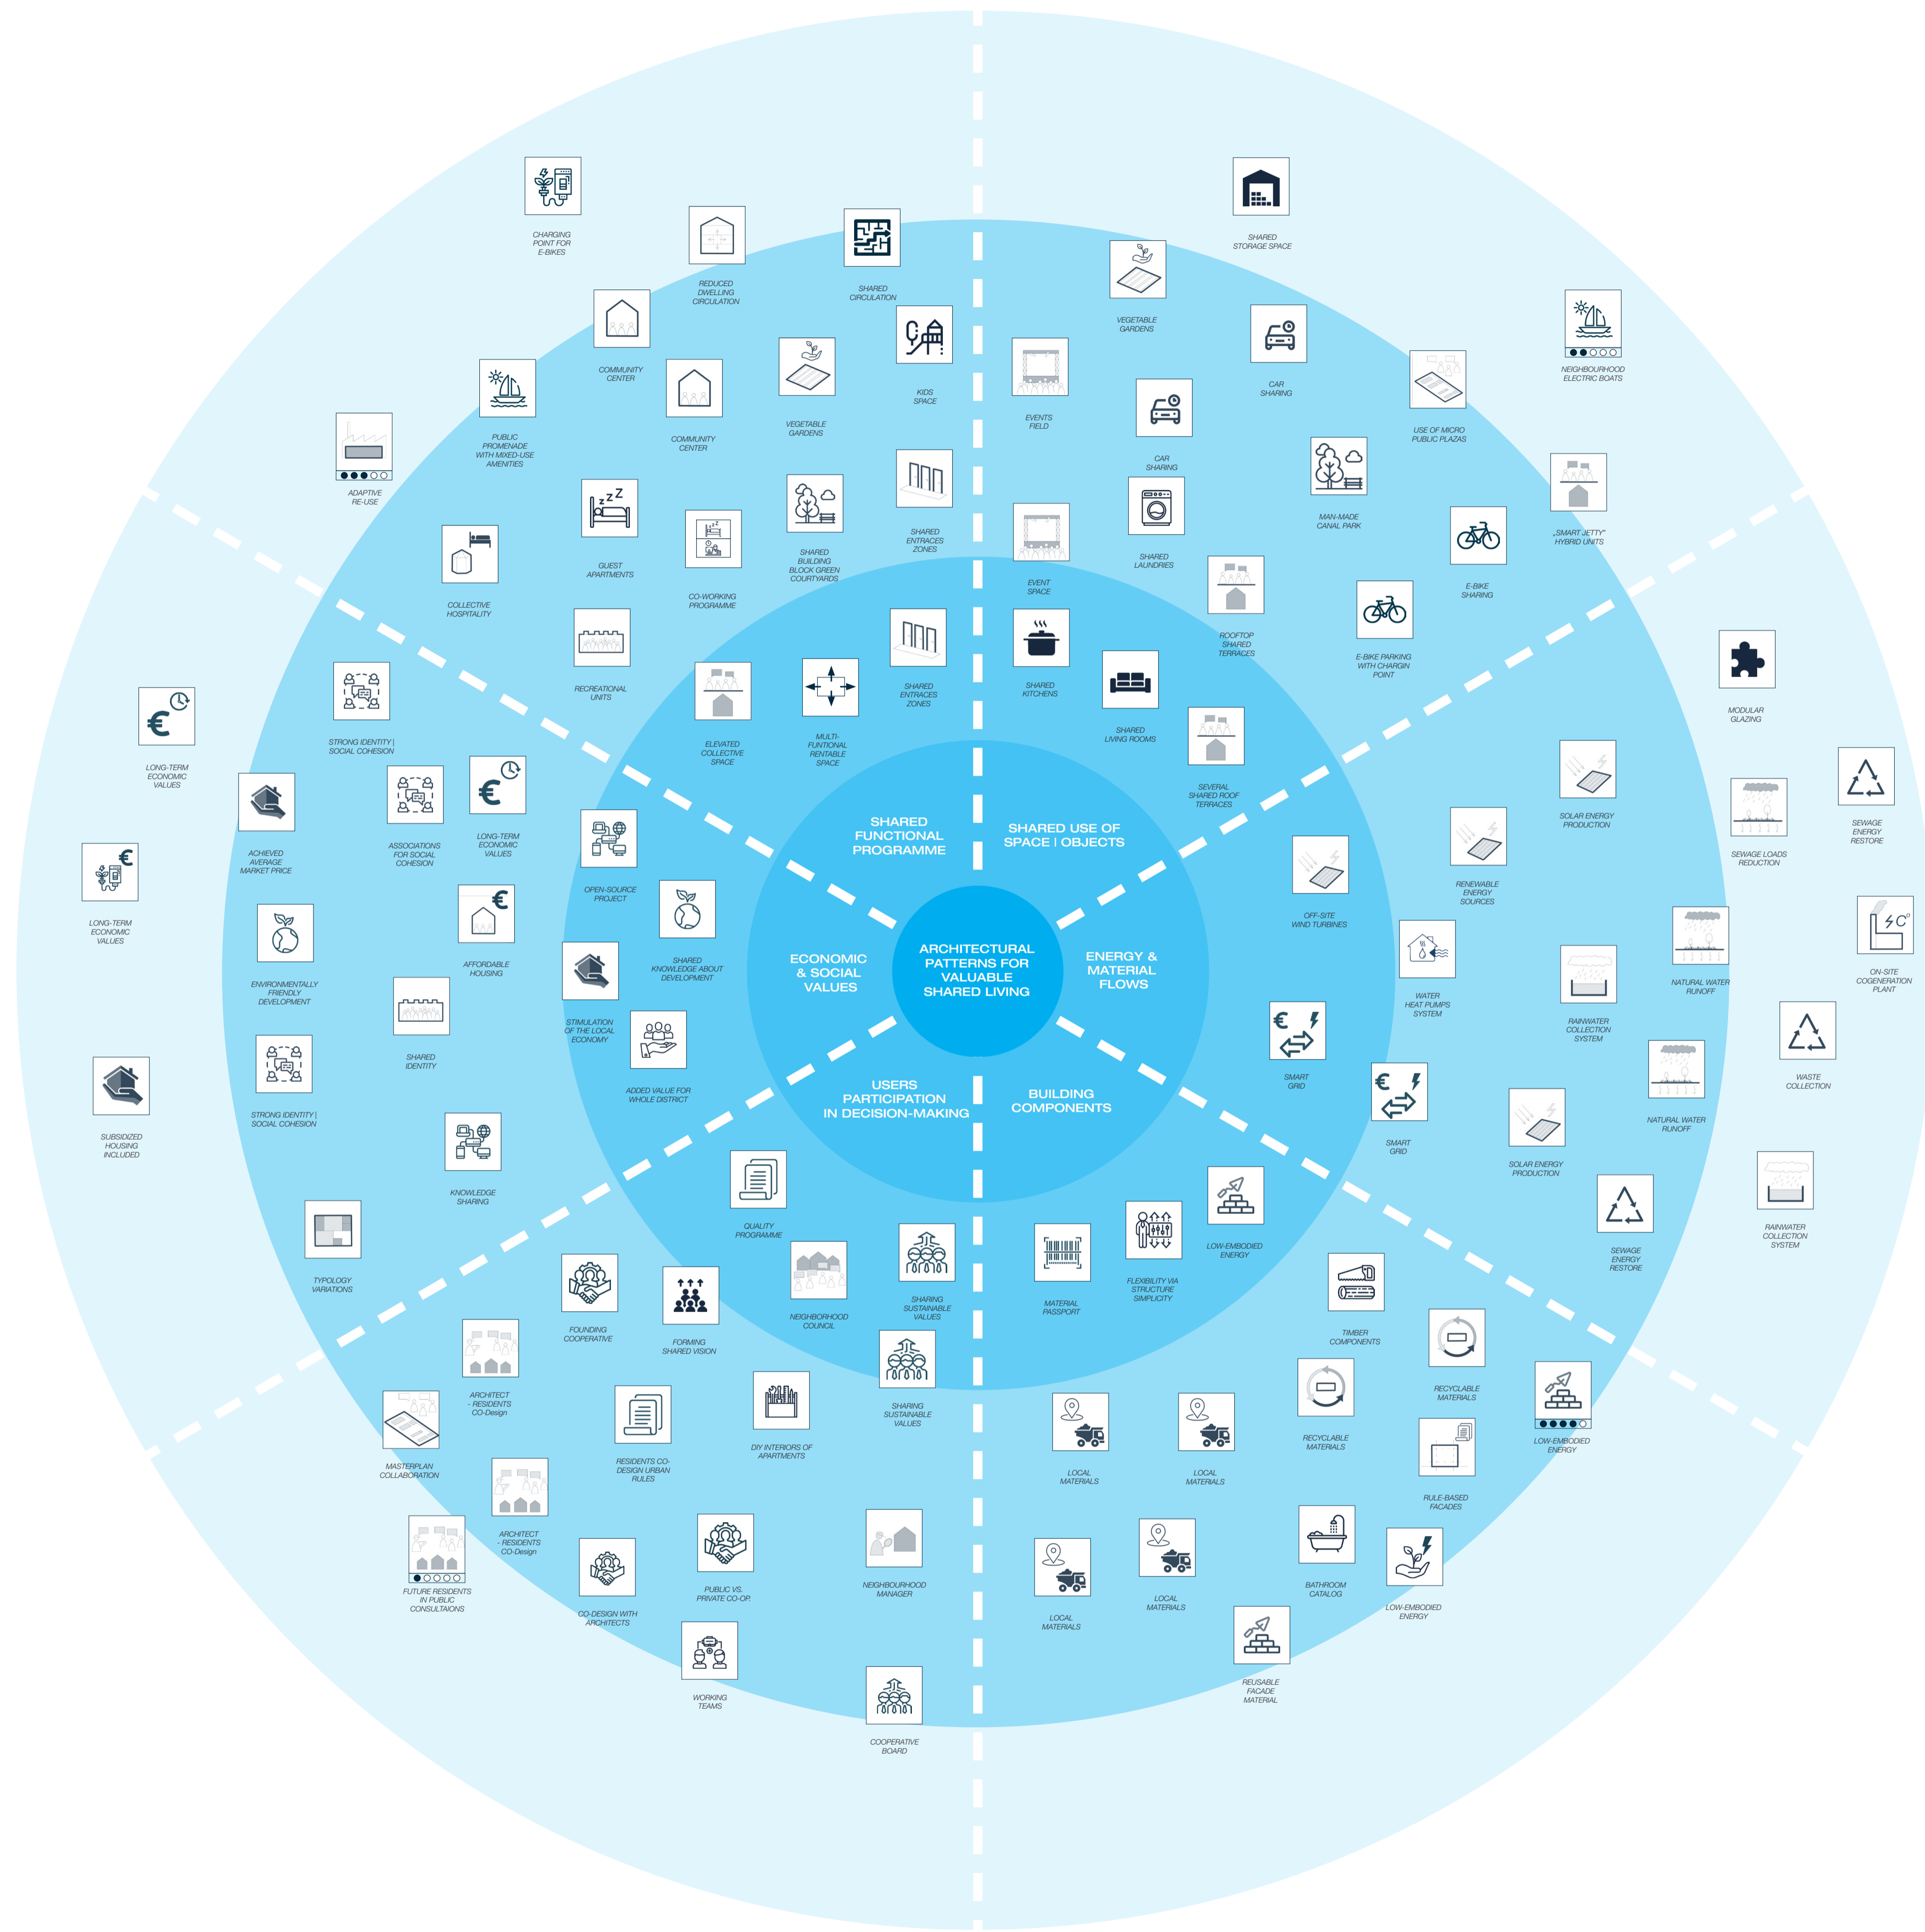 CHARGING
POINT FOR
E-BIKES
REDUCED
DWELLING
CIRCULATION
SHARED
CIRCULATION
COMMUNITY
CENTER
KIDS
SPACE
PUBLIC
PROMENADE
WITH MIXED-USE
AMENITIES
COMMUNITY
CENTER
VEGETABLE
GARDENS
ADAPTIVE
RE-USE
COLLECTIVE
HOSPITALITY
GUEST
APARTMENTS
CO-WORKING
PROGRAMME
SHARED
BUILDING
BLOCK GREEN
COURTYARDS
SHARED
ENTRACES
ZONES
RECREATIONAL
UNITS
ELEVATED
COLLECTIVE
SPACE
MULTI-
FUNTIONAL
RENTABLE
SPACE
SHARED
ENTRACES
ZONES
SHARED
FUNCTIONAL
PROGRAMME
SHARED
STORAGE SPACE
VEGETABLE
GARDENS
CAR
SHARING
NEIGHBOURHOOD
ELECTRIC BOATS
EVENTS
FIELD
CAR
SHARING
USE OF MICRO
PUBLIC PLAZAS
MAN-MADE
CANAL PARK
„SMART JETTY"
HYBRID UNITS
EVENT
SPACE
SHARED
LAUNDRIES
E-BIKE
SHARING
ROOFTOP
SHARED
TERRACES
E-BIKE PARKING
WITH CHARGIN
POINT
SHARED
KITCHENS
SHARED
LIVING ROOMS
SEVERAL
SHARED ROOF
TERRACES
SHARED USE OF
SPACE | OBJECTS
LONG-TERM
ECONOMIC
VALUES
STRONG IDENTITY |
SOCIAL COHESION
ACHIEVED
AVERAGE
MARKET PRICE
ASSOCIATIONS
FOR SOCIAL
COHESION
LONG-TERM
ECONOMIC
VALUES
OPEN-SOURCE
PROJECT
LONG-TERM
ECONOMIC
VALUES
ENVIRONMENTALLY
FRIENDLY
DEVELOPMENT
AFFORDABLE
HOUSING
SHARED
KNOWLEDGE ABOUT
DEVELOPMENT
STIMULATION
OF THE LOCAL
ECONOMY
SHARED
IDENTITY
ADDED VALUE FOR
WHOLE DISTRICT
SUBSIDIZED
HOUSING
INCLUDED
STRONG IDENTITY |
SOCIAL COHESION
KNOWLEDGE
SHARING
TYPOLOGY
VARIATIONS
ECONOMIC
& SOCIAL
VALUES
ARCHITECTURAL
PATTERNS FOR
VALUABLE
SHARED LIVING
ENERGY &
MATERIAL
FLOWS
MODULAR
GLAZING
SOLAR ENERGY
PRODUCTION
SEWAGE LOADS
REDUCTION
SEWAGE
ENERGY
RESTORE
RENEWABLE
ENERGY
SOURCES
OFF-SITE
WIND TURBINES
WATER
HEAT PUMPS
SYSTEM
RAINWATER
COLLECTION
SYSTEM
NATURAL WATER
RUNOFF
C°
ON-SITE
COGENERATION
PLANT
SMART
GRID
SMART
GRID
SOLAR ENERGY
PRODUCTION
NATURAL WATER
RUNOFF
WASTE
COLLECTION
SEWAGE
ENERGY
RESTORE
RAINWATER
COLLECTION
SYSTEM
USERS
PARTICIPATION
IN DECISION-MAKING
QUALITY
PROGRAMME
NEIGHBORHOOD
COUNCIL
SHARING
SUSTAINABLE
VALUES
FOUNDING
COOPERATIVE
FORMING
SHARED VISION
ARCHITECT
- RESIDENTS
CO-Design
SHARING
SUSTAINABLE
VALUES
MASTERPLAN
COLLABORATION
RESIDENTS CO-
DESIGN URBAN
RULES
DIY INTERIORS OF
APARTMENTS
ARCHITECT
- RESIDENTS
CO-Design
FUTURE RESIDENTS
IN PUBLIC
CONSULTAIONS
CO-DESIGN WITH
ARCHITECTS
PUBLIC VS.
PRIVATE CO-OP.
NEIGHBOURHOOD
MANAGER
WORKING
TEAMS
COOPERATIVE
BOARD
BUILDING
COMPONENTS
MATERIAL
PASSPORT
FLEXIBILITY VIA
STRUCTURE
SIMPLICITY
LOW-EMBODIED
ENERGY
TIMBER
COMPONENTS
RECYCLABLE
MATERIALS
LOCAL
MATERIALS
LOCAL
MATERIALS
RECYCLABLE
MATERIALS
LOW-EMBODIED
ENERGY
RULE-BASED
FACADES
LOCAL
MATERIALS
LOCAL
MATERIALS
BATHROOM
CATALOG
LOW-EMBODIED
ENERGY
REUSABLE
FACADE
MATERIAL